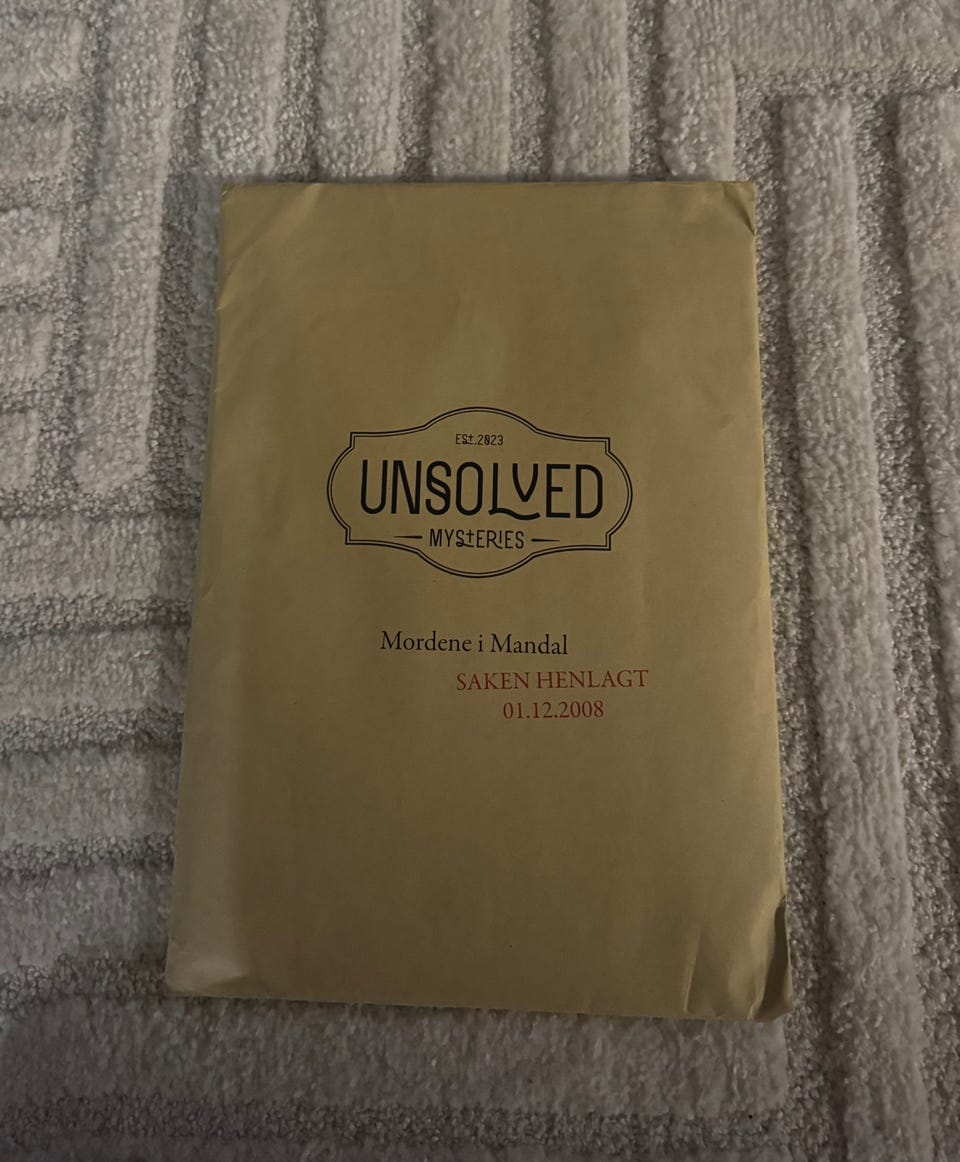 Est.2023
UNSOLVED
MYSTERIES
Mordene i Mandal
SAKEN HENLAGT
01.12.2008